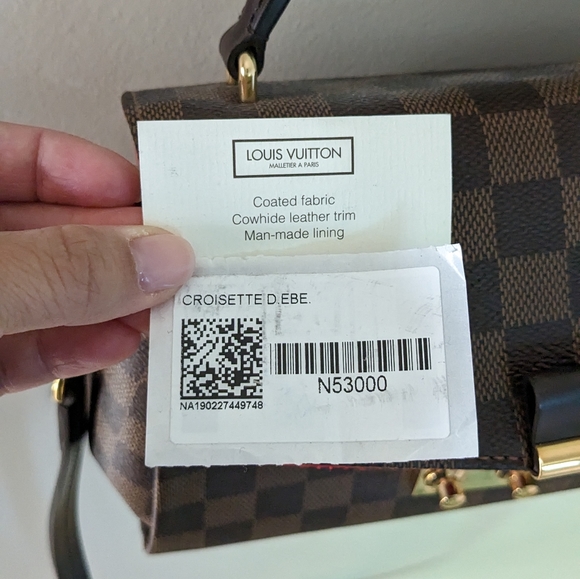 LOUIS VUITTON
MALLETIER A PARIS
Coated fabric
Cowhide leather trim
Man-made lining
CROISETTE D.EBE.
NA190227449748
N53000